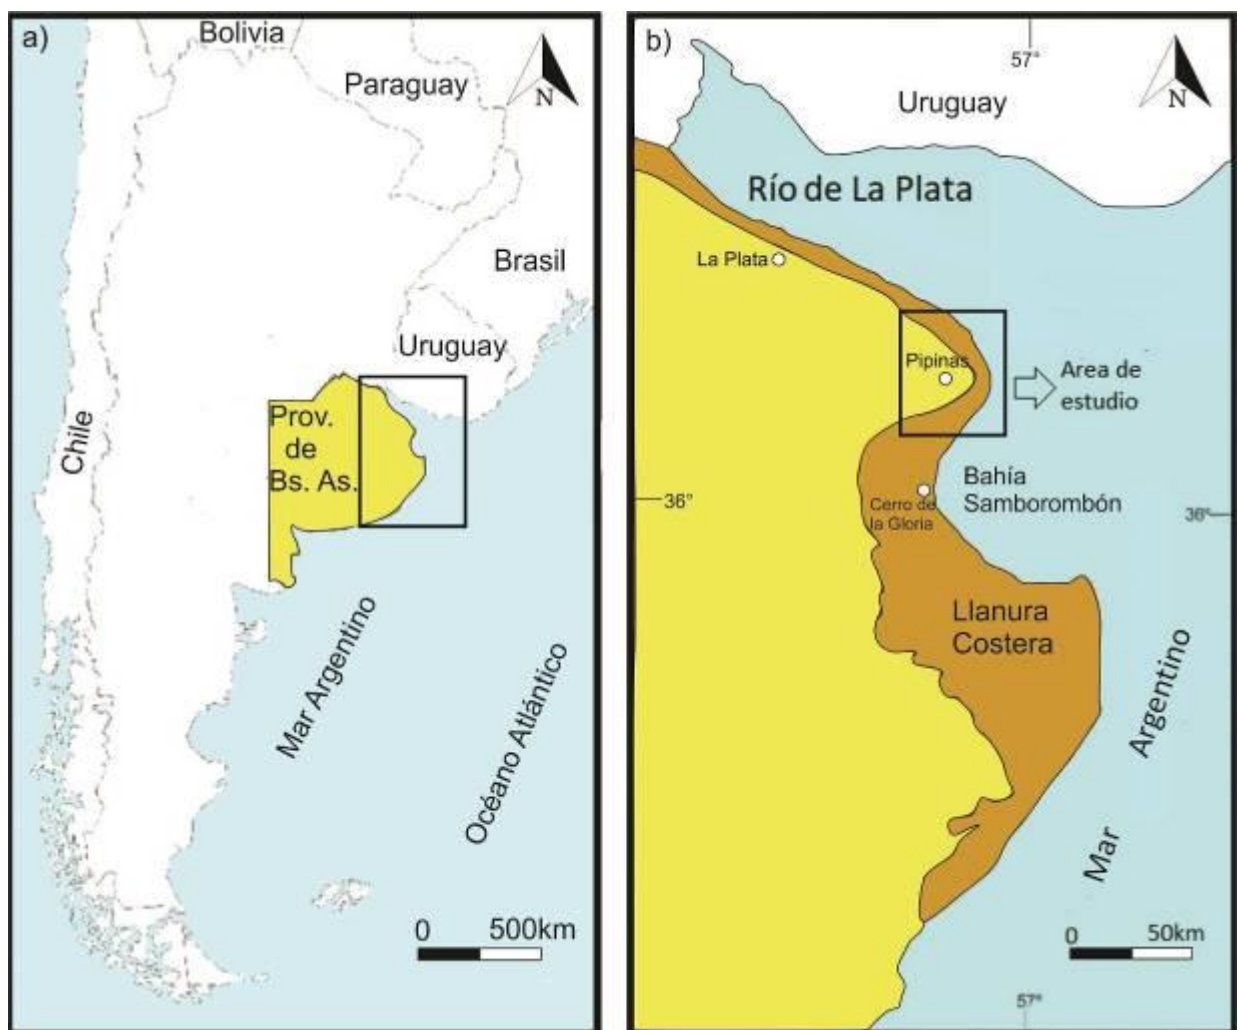 a)
Bolivia
Paraguay
N
Brasil
Uruguay
Prov.
de
Bs. As.
Chile
Mar Argentino
Océano Atlántico
0 500km
b)
57°
N
Uruguay
Río de La Plata
La Plata
Pipinas
Area de
estudio
36°
Bahía
Samborombón
36°
Cerro de
la Gloria
Llanura
Costera
Mar Argentino
0 50km
57°